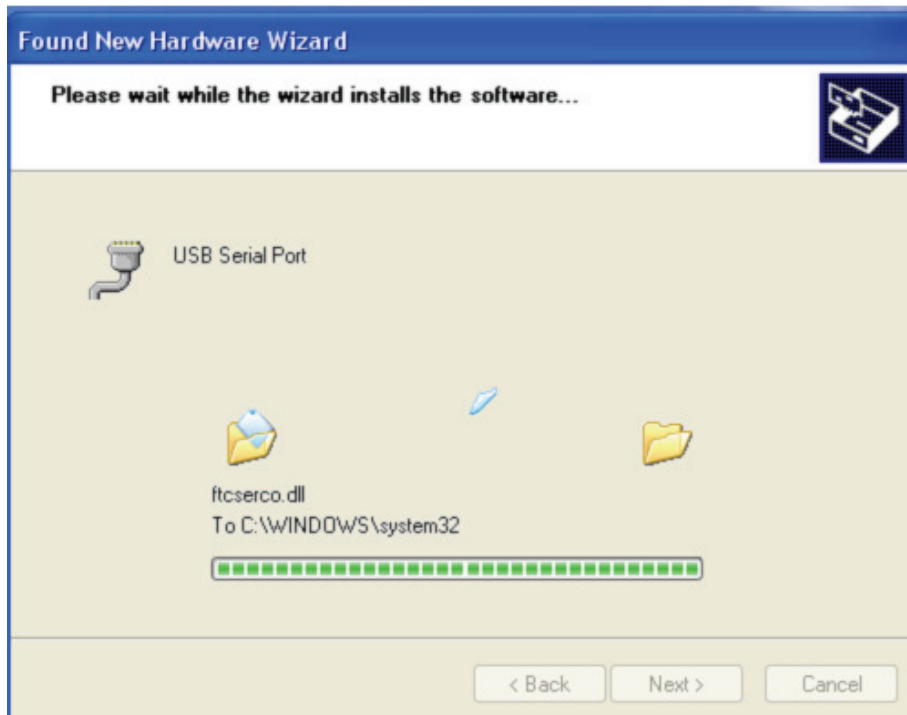 Found New Hardware Wizard
Please wait while the wizard installs the software...
USB Serial Port
ftcserco.dll
To C:\WINDOWS\system32
< Back Next > Cancel